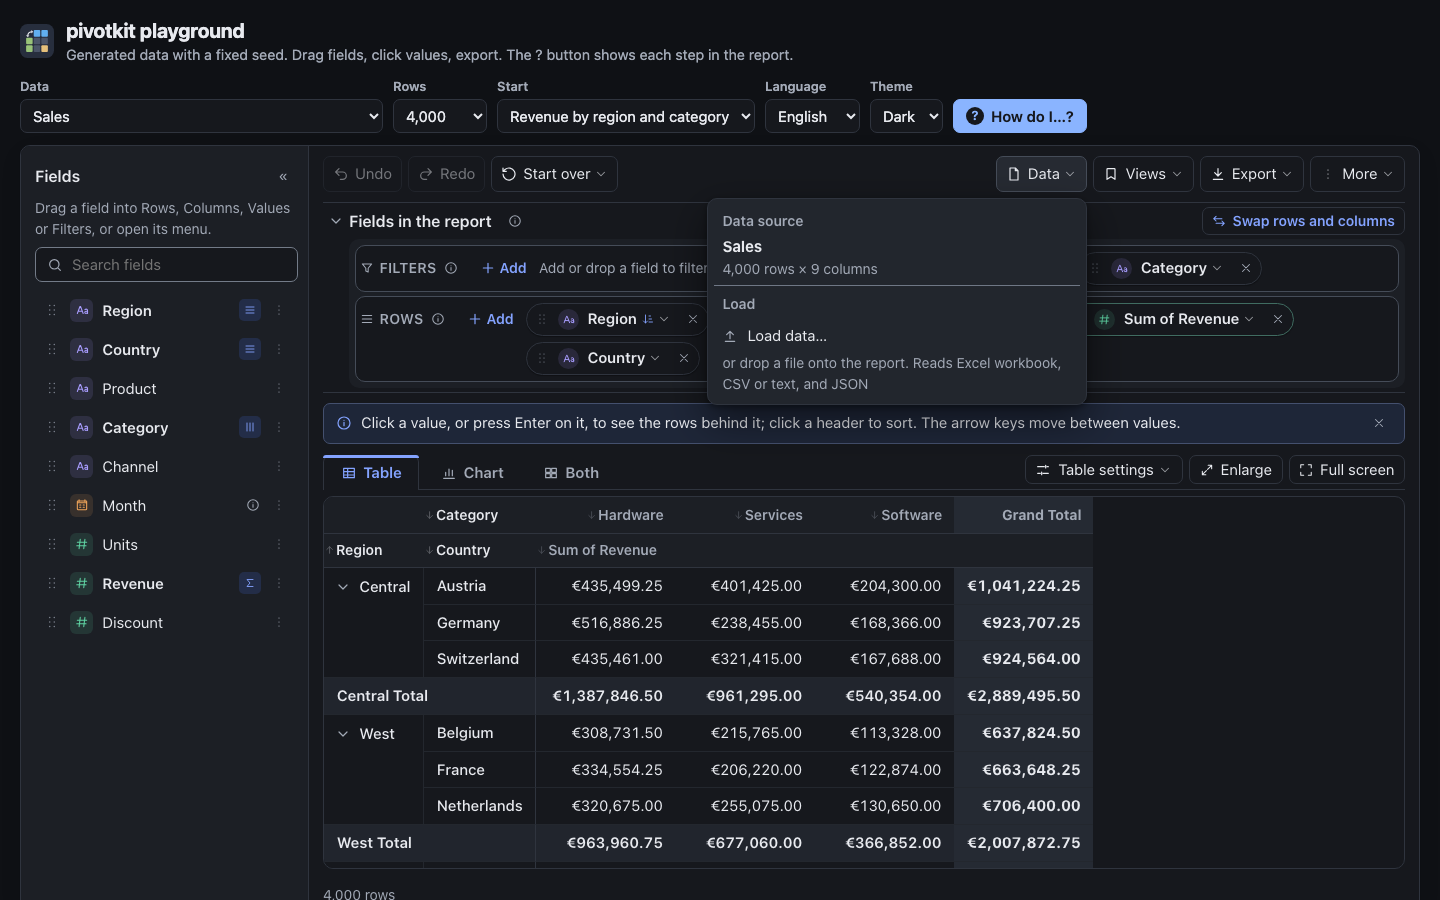 pivotkit playground
Generated data with a fixed seed. Drag fields, click values, export. The ? button shows each step in the report.
Data
Rows
Start
Language
Theme
Sales
4,000
Revenue by region and category
English
Dark
? How do I...?
Fields
«
Drag a field into Rows, Columns, Values
or Filters, or open its menu.
Search fields
Aa Region
Aa Country
Aa Product
Aa Category
Aa Channel
Month
# Units
# Revenue Σ
# Discount
Undo
Redo
Start over
Data
Views
Export
More
Fields in the report
Swap rows and columns
FILTERS
+ Add
Add or drop a field to filter
Aa Category
ROWS
+ Add
Aa Region
Aa Country
# Sum of Revenue
Data source
Sales
4,000 rows × 9 columns
Load
Load data...
or drop a file onto the report. Reads Excel workbook,
CSV or text, and JSON
Click a value, or press Enter on it, to see the rows behind it; click a header to sort. The arrow keys move between values.
Table
Chart
Both
Table settings
Enlarge
Full screen
↓ Category ↓ Hardware ↓ Services ↓ Software Grand Total
↑ Region ↓ Country ↓ Sum of Revenue
Central Austria €435,499.25 €401,425.00 €204,300.00 €1,041,224.25
Germany €516,886.25 €238,455.00 €168,366.00 €923,707.25
Switzerland €435,461.00 €321,415.00 €167,688.00 €924,564.00
Central Total €1,387,846.50 €961,295.00 €540,354.00 €2,889,495.50
West Belgium €308,731.50 €215,765.00 €113,328.00 €637,824.50
France €334,554.25 €206,220.00 €122,874.00 €663,648.25
Netherlands €320,675.00 €255,075.00 €130,650.00 €706,400.00
West Total €963,960.75 €677,060.00 €366,852.00 €2,007,872.75
4,000 rows